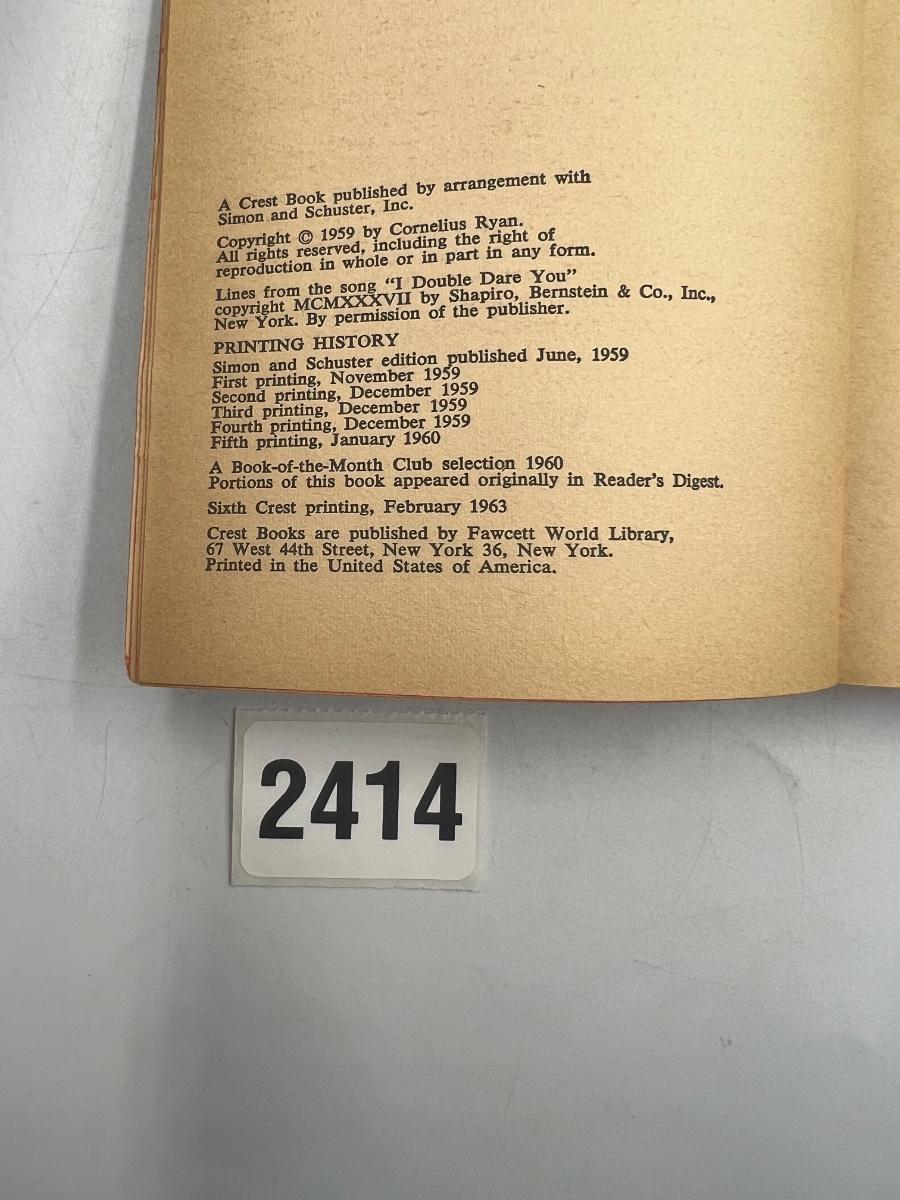 A Crest Book published by arrangement with
Simon and Schuster, Inc.
Copyright © 1959 by Cornelius Ryan.
All rights reserved, including the right of
reproduction in whole or in part in any form.
Lines from the song “I Double Dare You”
copyright MCMXXXVII by Shapiro, Bernstein & Co., Inc.,
New York. By permission of the publisher.
PRINTING HISTORY
Simon and Schuster edition published June, 1959
First printing, November 1959
Second printing, December 1959
Third printing, December 1959
Fourth printing, December 1959
Fifth printing, January 1960
A Book-of-the-Month Club selection 1960
Portions of this book appeared originally in Reader’s Digest.
Sixth Crest printing, February 1963
Crest Books are published by Fawcett World Library,
67 West 44th Street, New York 36, New York.
Printed in the United States of America.
2414